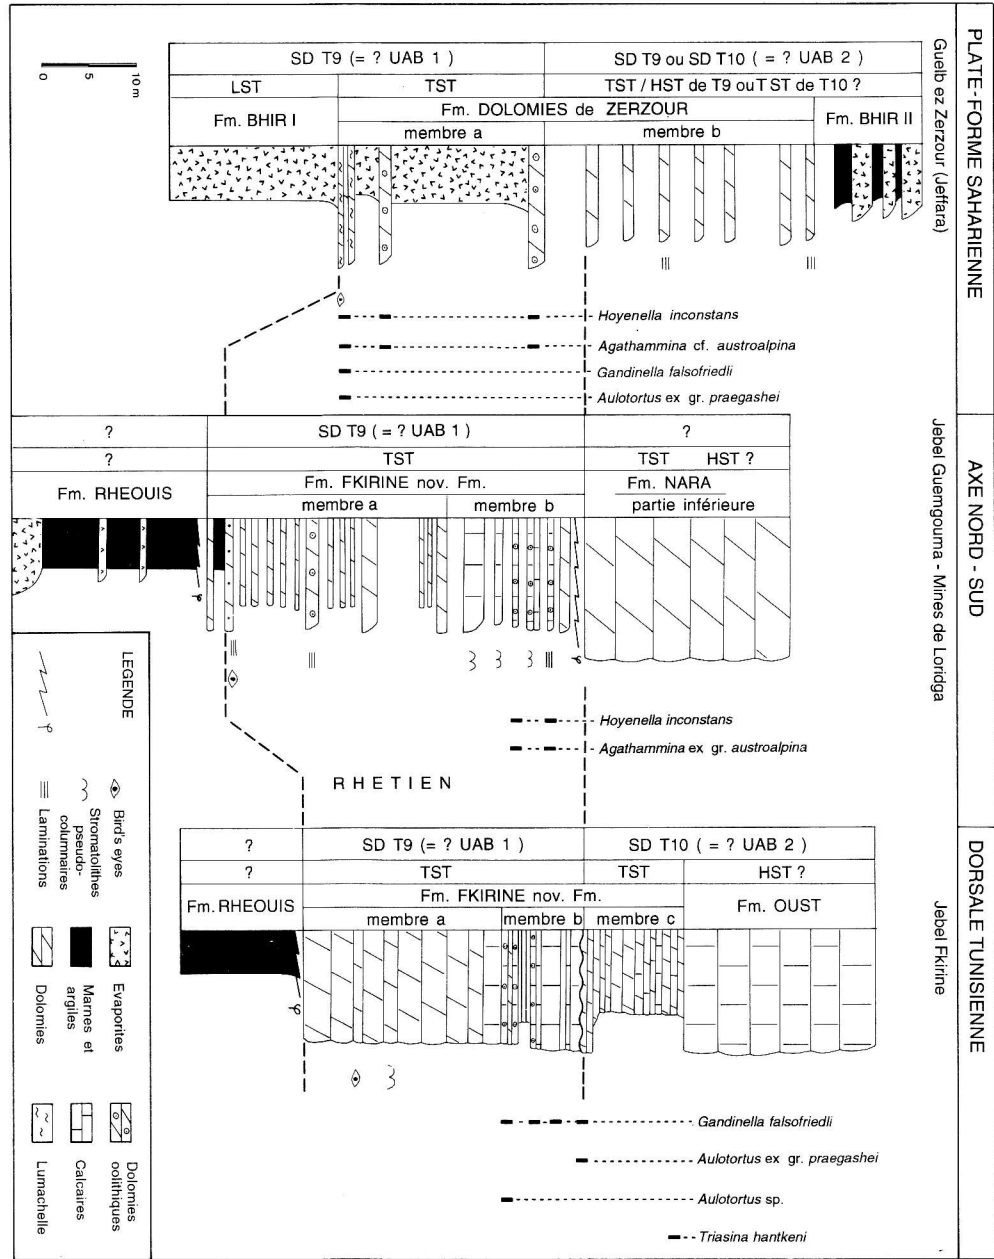 PLATE-FORME SAHARIENNE
Guelb ez Zerzour (Jeffara)
0 5 10 m
SD T9 (= ? UAB 1)
SD T9 ou SD T10 (= ? UAB 2)
LST
TST
TST / HST de T9 ou T ST de T10 ?
Fm. BHIR I
Fm. DOLOMIES de ZERZOUR
Fm. BHIR II
membre a
membre b
Hoyenella inconstans
Agathammina cf. austroalpina
Gandinella falsofriedli
Aulotortus ex gr. praegashei
AXE NORD - SUD
Jebel Guemgouma - Mines de Loridga
?
SD T9 ( = ? UAB 1 )
?
?
TST
TST HST ?
Fm. RHEOUIS
Fm. FKIRINE nov. Fm.
Fm. NARA
membre a
membre b
partie inférieure
Hoyenella inconstans
Agathammina ex gr. austroalpina
RHETIEN
DORSALE TUNISIENNE
Jebel Fkirine
?
SD T9 (= ? UAB 1 )
SD T10 ( = ? UAB 2 )
?
TST
TST
HST ?
Fm. RHEOUIS
Fm. FKIRINE nov. Fm.
Fm. OUST
membre a
membre b
membre c
Gandinella falsofriedli
Aulotortus ex gr. praegashei
Aulotortus sp.
Triasina hantkeni
LEGENDE
Bird's eyes
Stromatolithes
pseudo-
columnaires
Laminations
Evaporites
Marnes et
argiles
Dolomies
Dolomies
oolithiques
Calcaires
Lumachelle